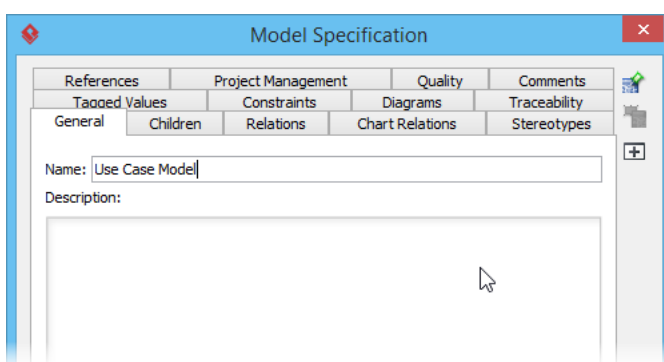 Model Specification
References Project Management Quality Comments
Tagged Values Constraints Diagrams Traceability
General Children Relations Chart Relations Stereotypes
Name: Use Case Model
Description: